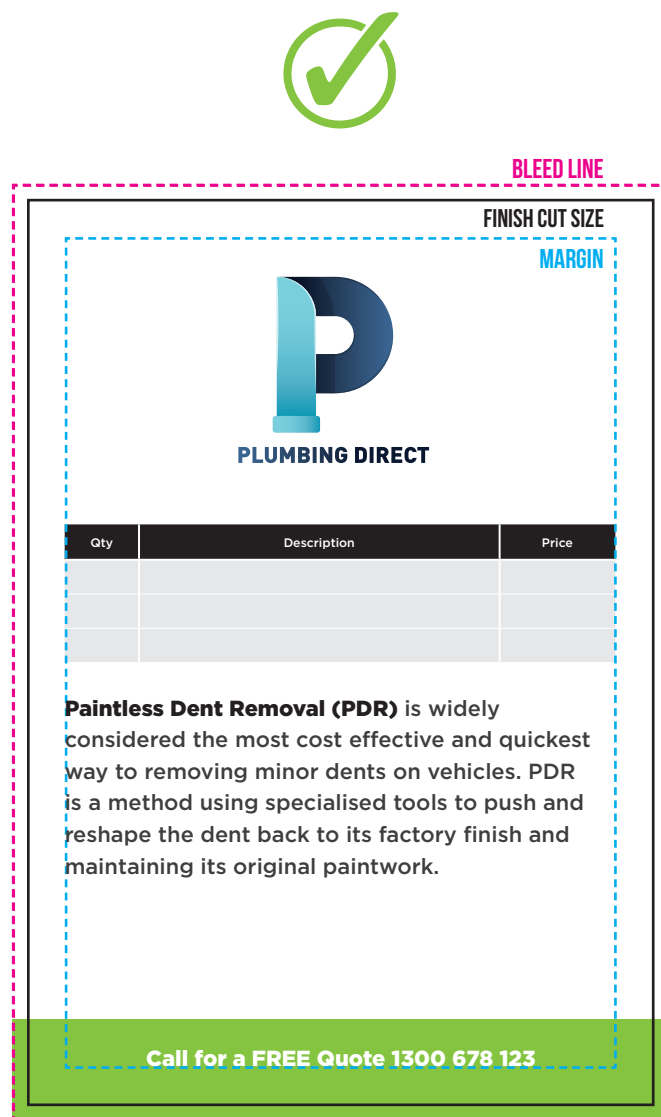 BLEED LINE
FINISH CUT SIZE
MARGIN
PLUMBING DIRECT
Qty Description Price
Paintless Dent Removal (PDR) is widely
considered the most cost effective and quickest
way to removing minor dents on vehicles. PDR
is a method using specialised tools to push and
reshape the dent back to its factory finish and
maintaining its original paintwork.
Call for a FREE Quote 1300 678 123